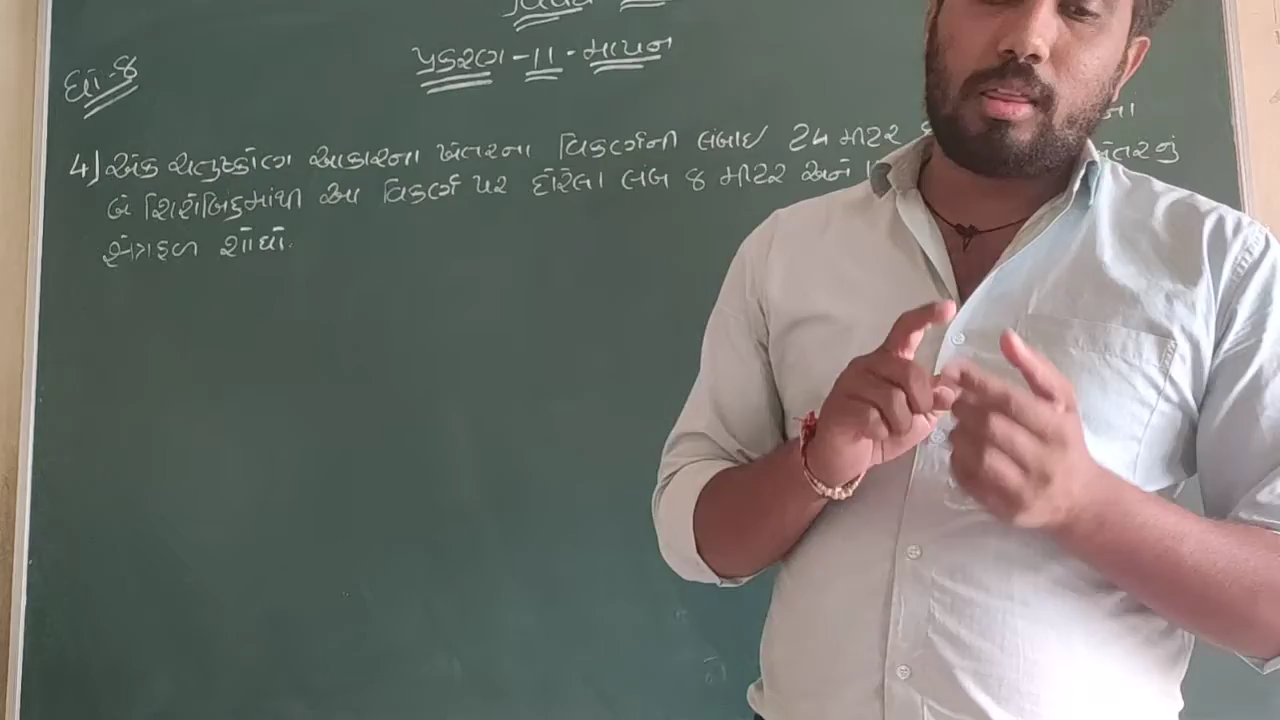 ધો-૪
પ્રકરણ-11-માપન
4) એક ચતુષ્કોણ આકારના ખેતરના વિકર્ણની લંબાઈ 24 મીટર
બે શિરોબિંદુમાંથી આ વિકર્ણ પર દોરેલા લંબ 8 મીટર અને
ક્ષેત્રફળ શોધો.